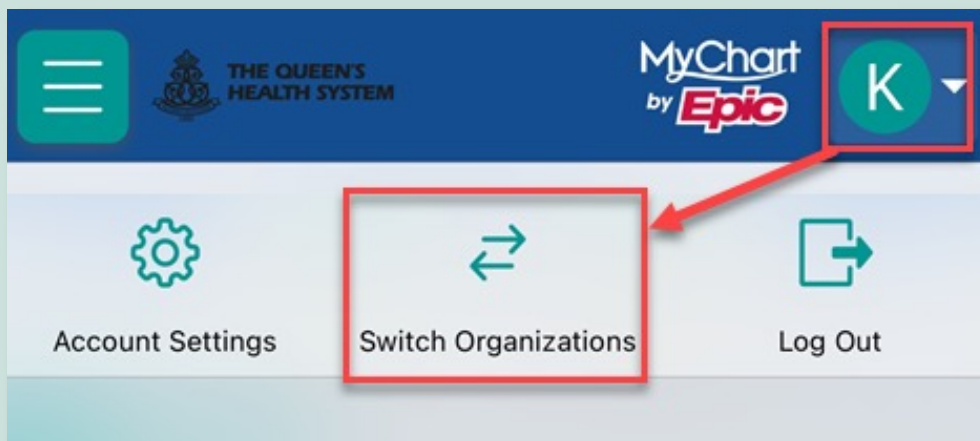 THE QUEEN'S
HEALTH SYSTEM
MyChart
by Epic
K
Account Settings
Switch Organizations
Log Out